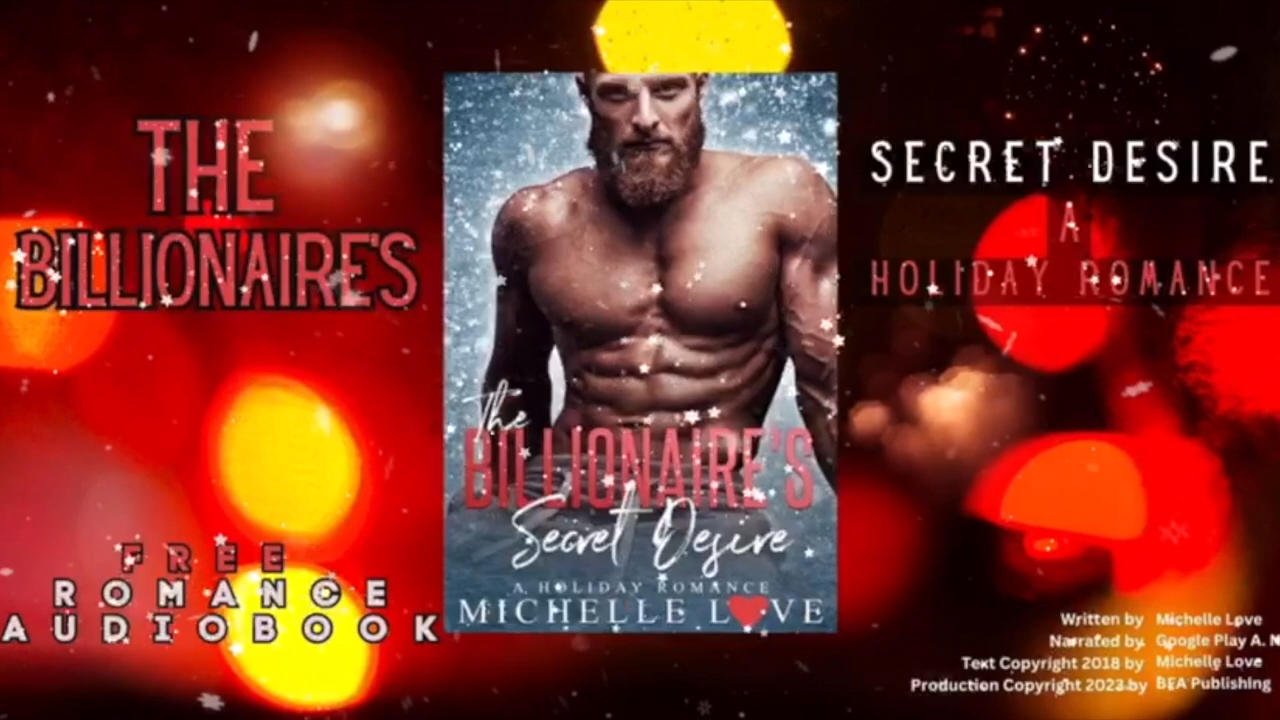 THE
BILLIONAIRE'S
FREE
ROMANCE
AUDIOBOOK
The
BILLIONAIRE'S
Secret Desire
A HOLIDAY ROMANCE
MICHELLE LOVE
SECRET DESIRE
A
HOLIDAY ROMANCE
Written by Michelle Love
Narrated by Google Play A. N
Text Copyright 2018 by Michelle Love
Production Copyright 2023 by BEA Publishing